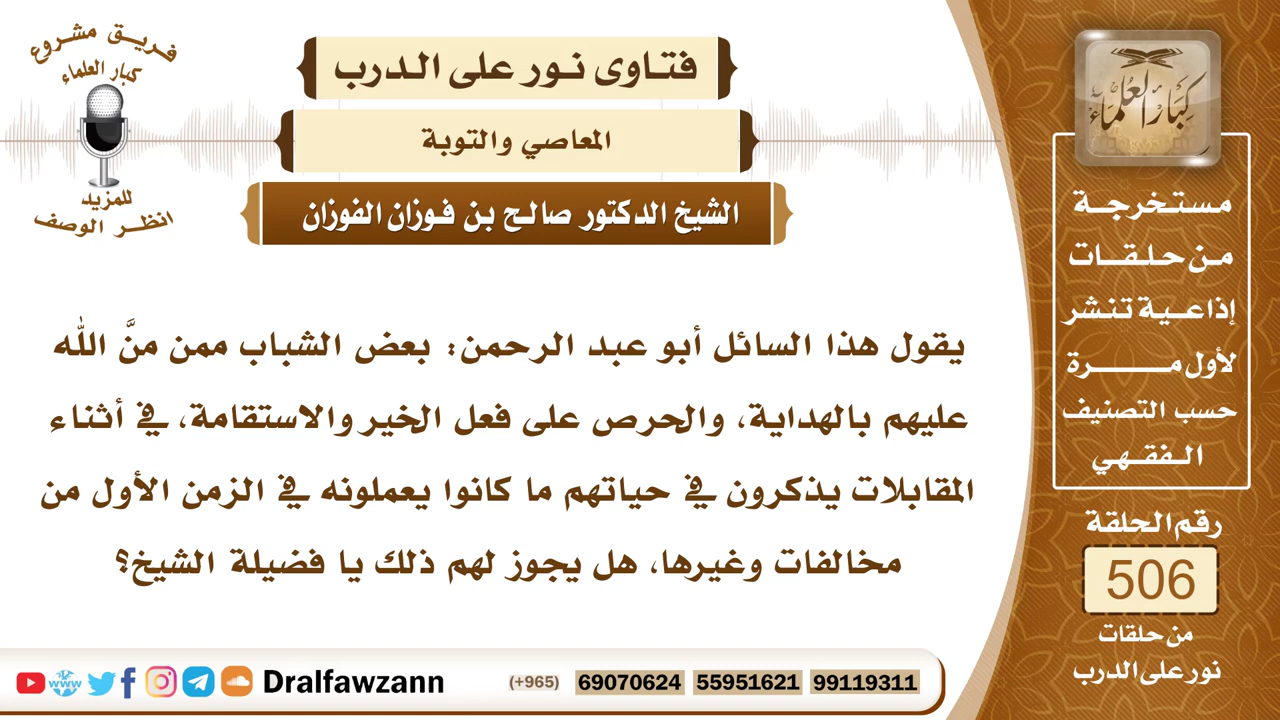 فريق مشروع
كبار العلماء
للمزيد
انظر الوصف
فتاوى نور على الدرب
المعاصي والتوبة
الشيخ الدكتور صالح بن فوزان الفوزان
يقول هذا السائل أبو عبد الرحمن: بعض الشباب ممن منَّ الله
عليهم بالهداية، والحرص على فعل الخير والاستقامة، في أثناء
المقابلات يذكرون في حياتهم ما كانوا يعملونه في الزمن الأول من
مخالفات وغيرها، هل يجوز لهم ذلك يا فضيلة الشيخ؟
كبار العلماء
مستخرجة
من حلقات
إذاعية تنشر
لأول مرة
حسب التصنيف
الفقهي
رقم الحلقة
506
من حلقات
نور على الدرب
www Dralfawzann (+965) 69070624 55951621 99119311